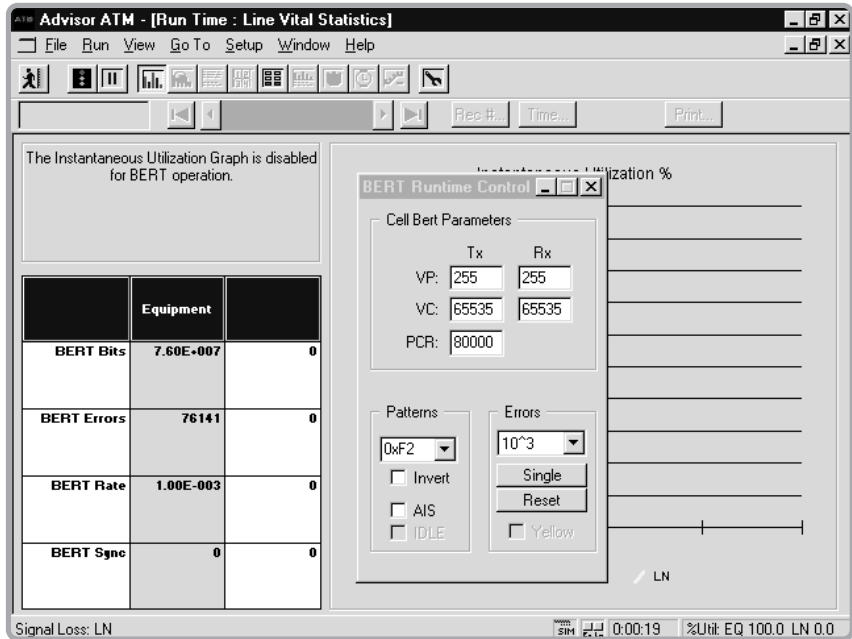 Advisor ATM - [Run Time : Line Vital Statistics]
File Run View Go To Setup Window Help
Rec #... Time... Print...
The Instantaneous Utilization Graph is disabled
for BERT operation.
Utilization %
BERT Runtime Control
Cell Bert Parameters
Tx Rx
VP: 255 255
VC: 65535 65535
PCR: 80000
Equipment
BERT Bits 7.60E+007 0
BERT Errors 76141 0
BERT Rate 1.00E-003 0
BERT Sync 0 0
Patterns
0xF2
Invert
AIS
IDLE
Errors
10^3
Single
Reset
Yellow
LN
Signal Loss: LN
SIM
0:00:19
%Util: EQ 100.0 LN 0.0